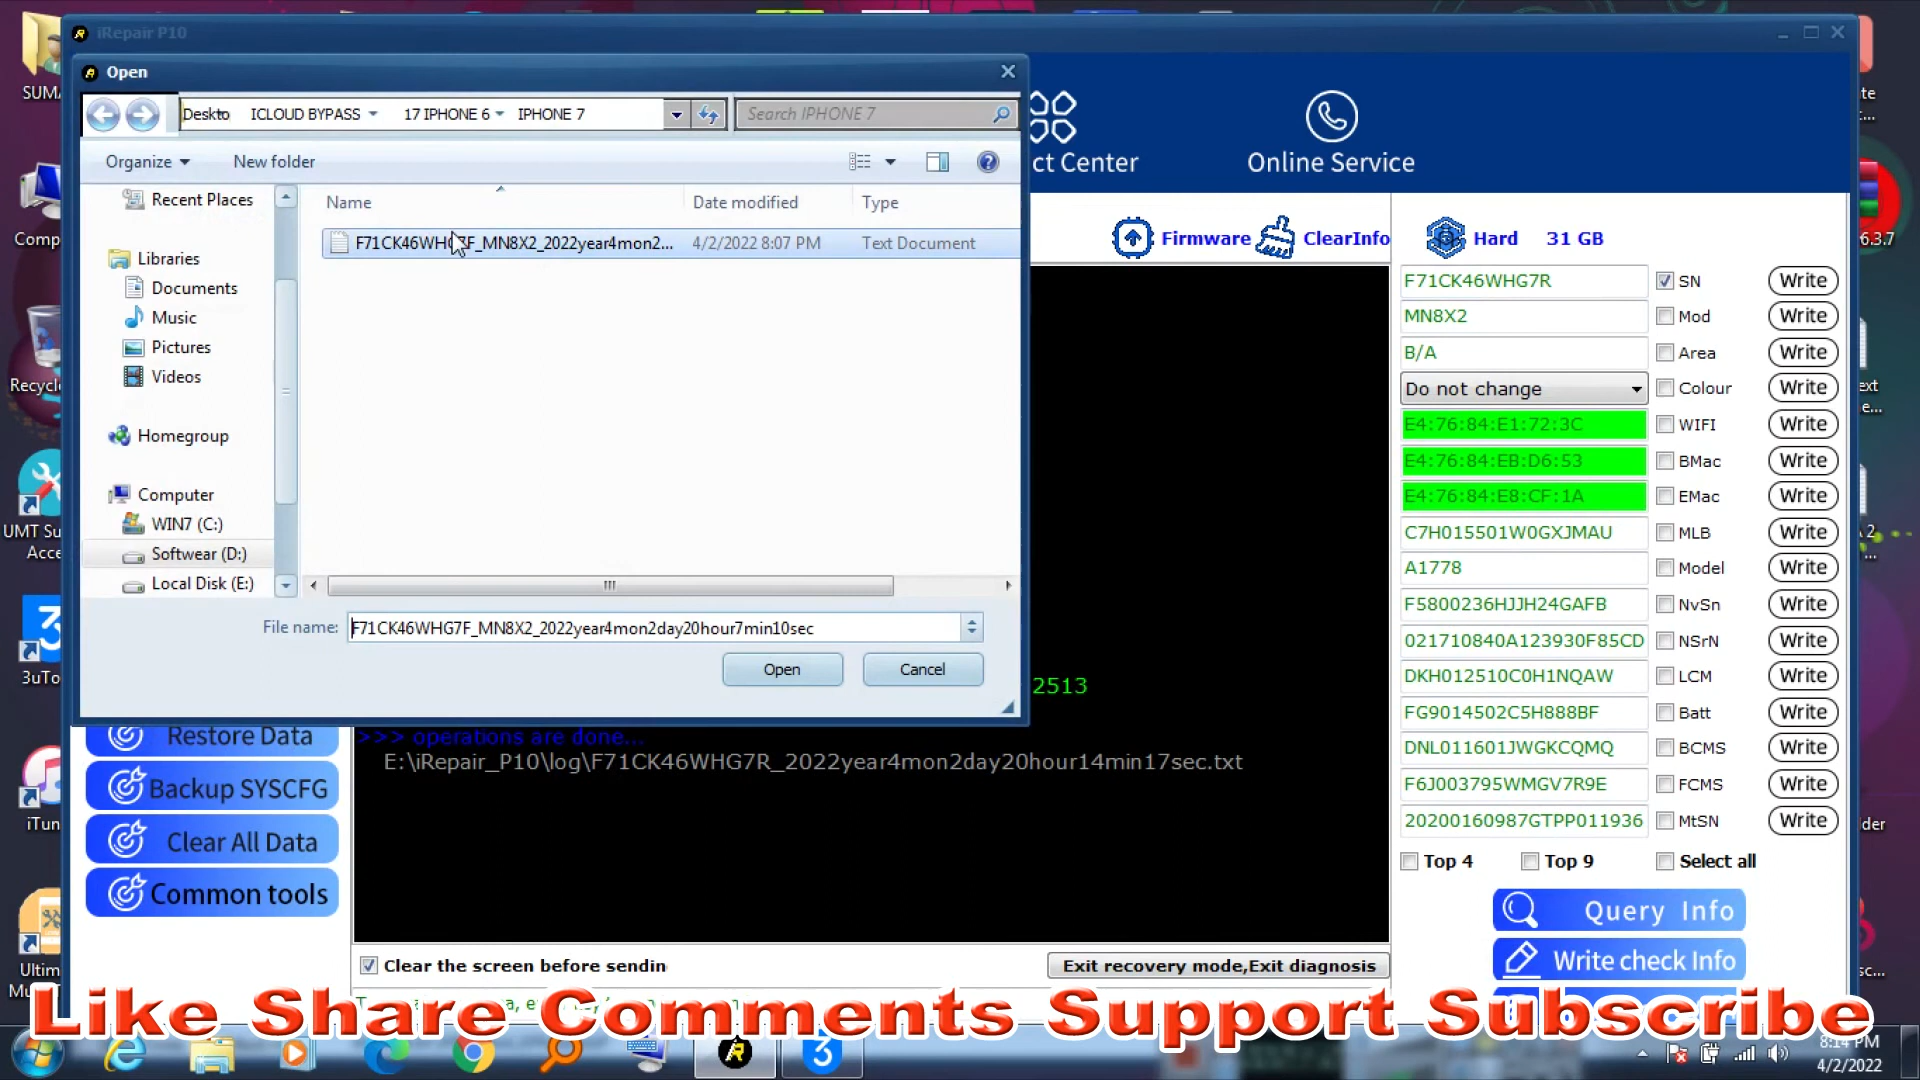 iRepair P10
Open
Deskto ICLOUD BYPASS 17 IPHONE 6 IPHONE 7
Search IPHONE 7
Organize New folder
Name Date modified Type
F71CK46WHG7F_MN8X2_2022year4mon2... 4/2/2022 8:07 PM Text Document
Recent Places
Libraries
Documents
Music
Pictures
Videos
Homegroup
Computer
WIN7 (C:)
Softwear (D:)
Local Disk (E:)
File name: F71CK46WHG7F_MN8X2_2022year4mon2day20hour7min10sec
Open Cancel
ct Center
Online Service
Firmware ClearInfo Hard 31 GB
F71CK46WHG7R SN Write
MN8X2 Mod Write
B/A Area Write
Do not change Colour Write
E4:76:84:E1:72:3C WIFI Write
E4:76:84:EB:D6:53 BMac Write
E4:76:84:E8:CF:1A EMac Write
C7H015501W0GXJMAU MLB Write
A1778 Model Write
F5800236HJJH24GAFB NvSn Write
021710840A123930F85CD NSrN Write
DKH012510C0H1NQAW LCM Write
FG9014502C5H888BF Batt Write
DNL011601JWGKCQMQ BCMS Write
F6J003795WMGV7R9E FCMS Write
20200160987GTPP011936 MtSN Write
Top 4 Top 9 Select all
Query Info
Write check Info
2513
>>> operations are done...
E:\iRepair_P10\log\F71CK46WHG7R_2022year4mon2day20hour14min17sec.txt
Restore Data
Backup SYSCFG
Clear All Data
Common tools
Clear the screen before sendin
Exit recovery mode,Exit diagnosis
Like Share Comments Support Subscribe
SUMA
Comp
Recycle
UMT Su
Acce
3uTo
iTun
Ultim
6.3.7
8:14 PM
4/2/2022